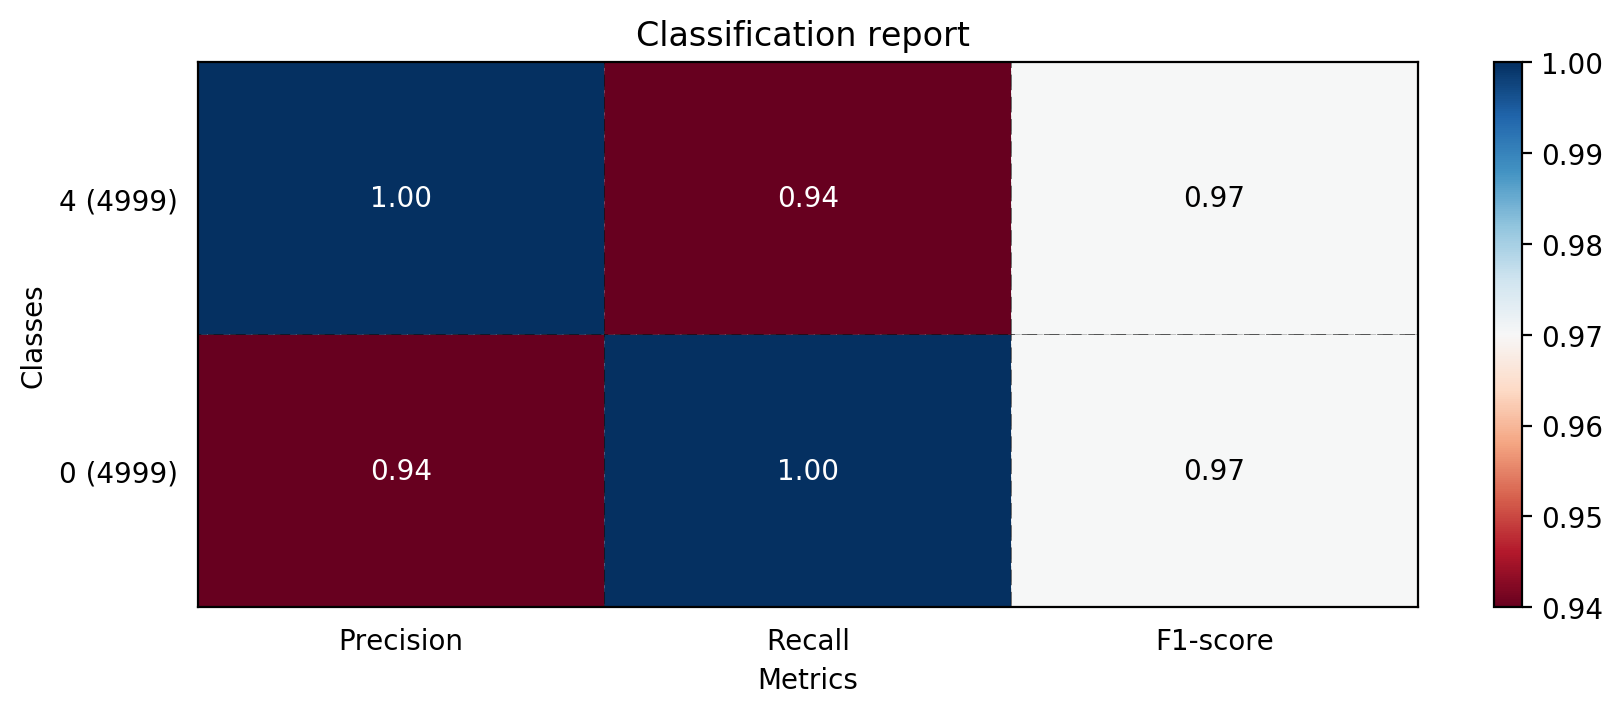 Classification report
Classes
4 (4999)
1.00
0.94
0.97
0 (4999)
0.94
1.00
0.97
Precision
Recall
F1-score
Metrics
1.00
0.99
0.98
0.97
0.96
0.95
0.94